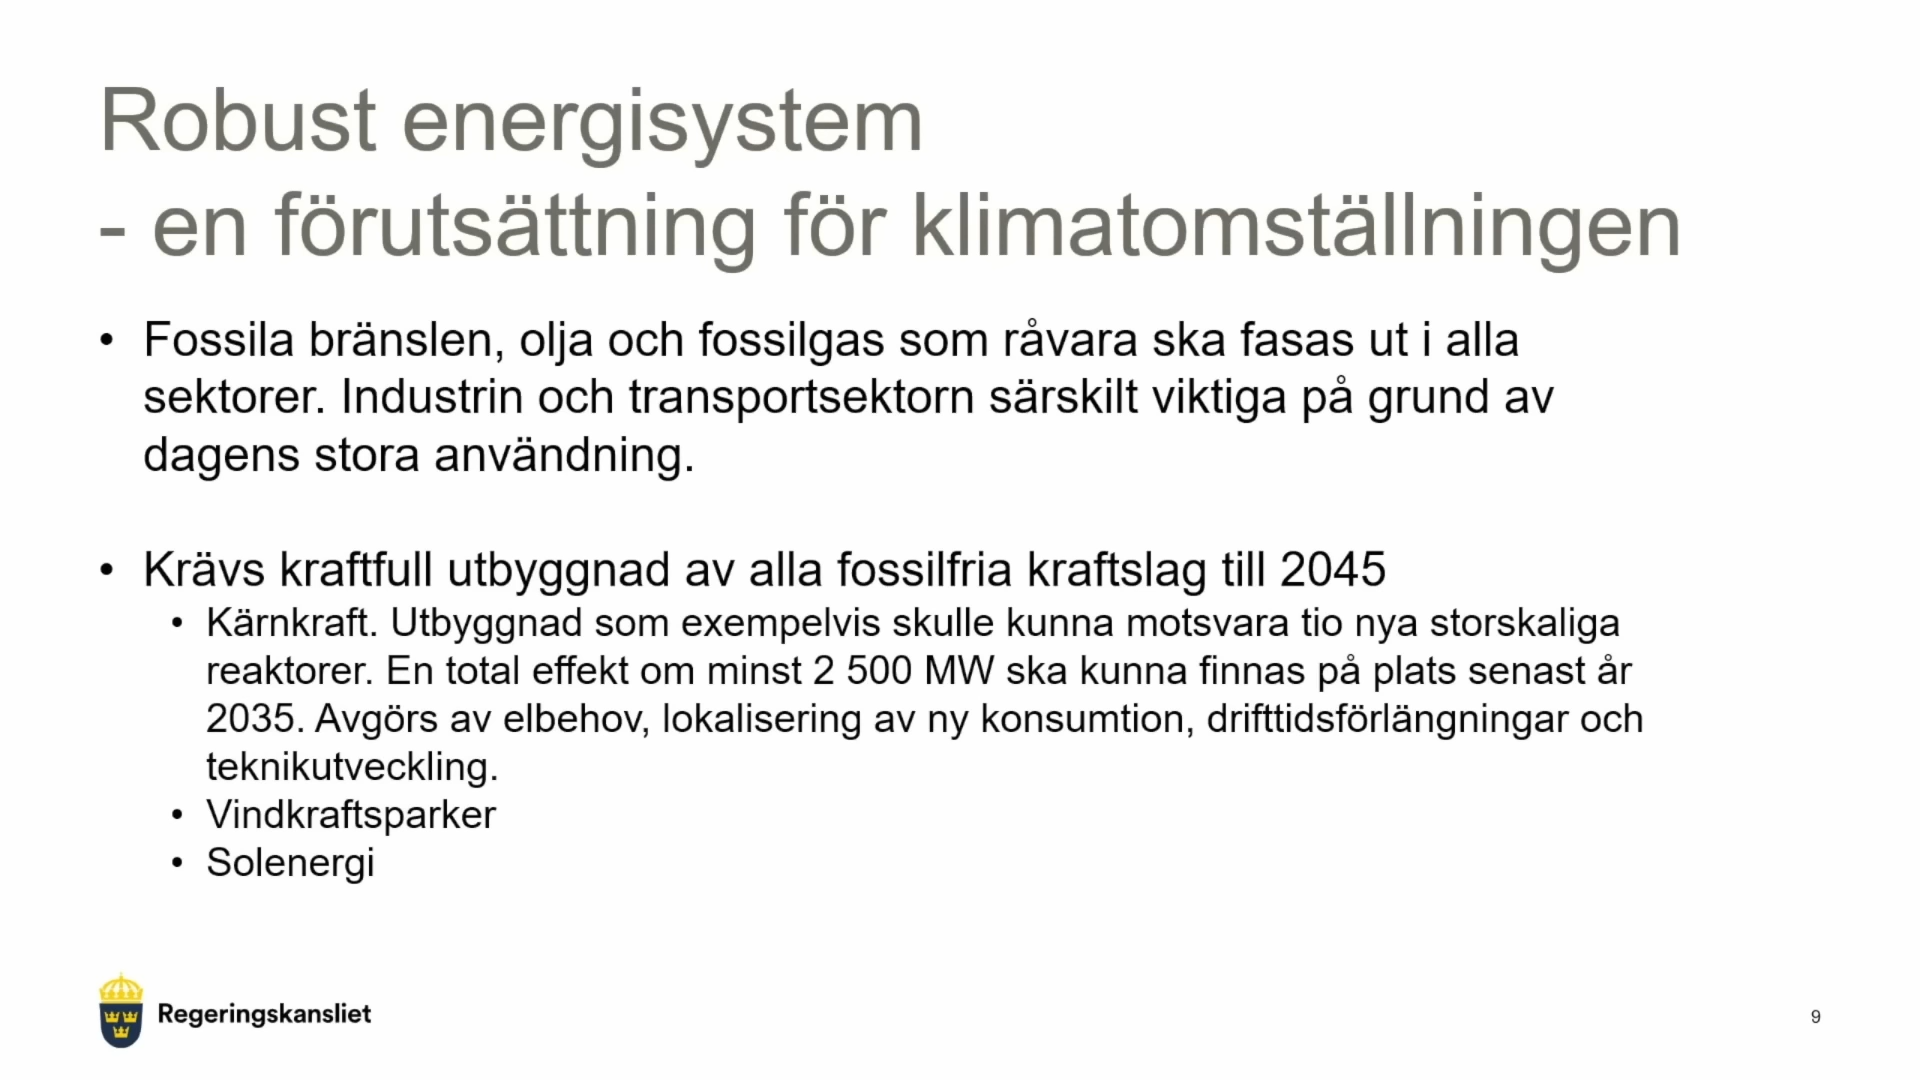 Robust energisystem
- en förutsättning för klimatomställningen
• Fossila bränslen, olja och fossilgas som råvara ska fasas ut i alla
sektorer. Industrin och transportsektorn särskilt viktiga på grund av
dagens stora användning.
• Krävs kraftfull utbyggnad av alla fossilfria kraftslag till 2045
• Kärnkraft. Utbyggnad som exempelvis skulle kunna motsvara tio nya storskaliga
reaktorer. En total effekt om minst 2 500 MW ska kunna finnas på plats senast år
2035. Avgörs av elbehov, lokalisering av ny konsumtion, drifttidsförlängningar och
teknikutveckling.
• Vindkraftsparker
• Solenergi
Regeringskansliet
9